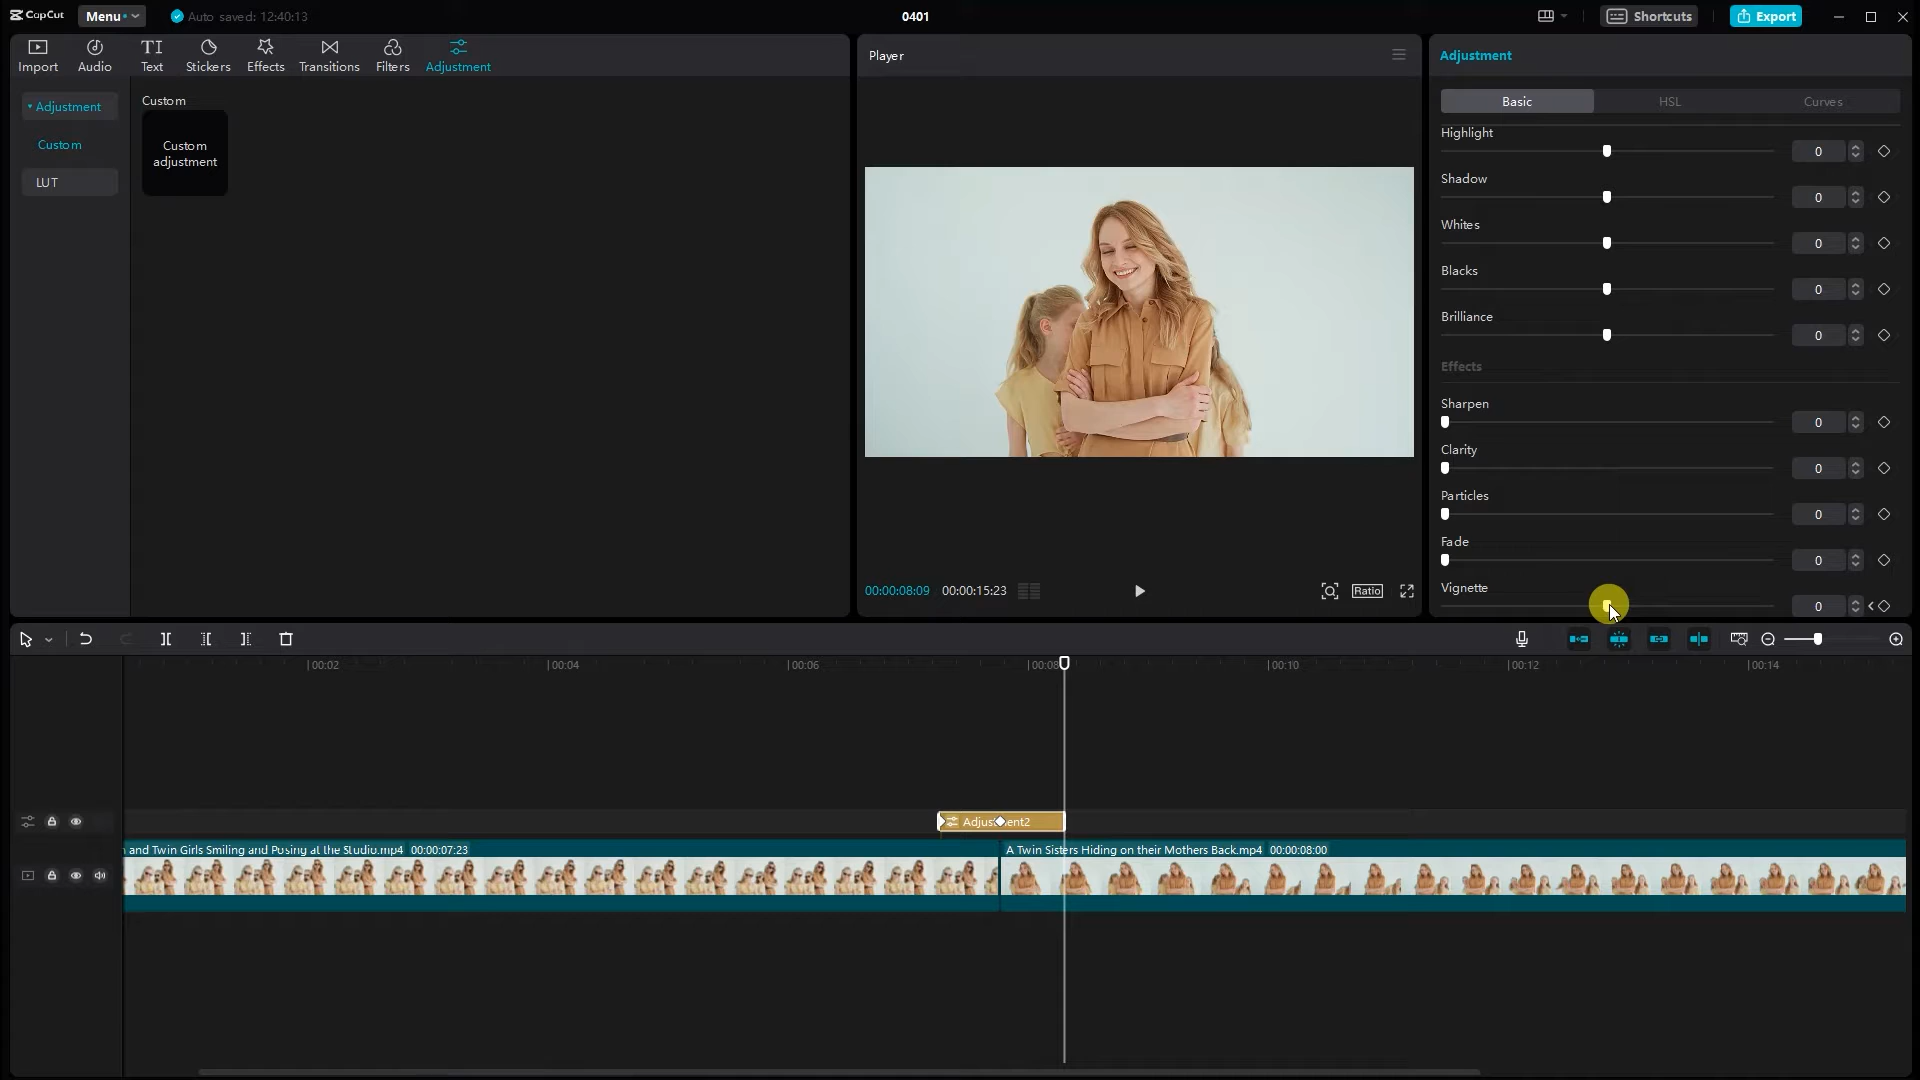 CapCut
Menu
Auto saved: 12:40:13
0401
Shortcuts
Export
Import
Audio
TI
Text
Stickers
Effects
Transitions
Filters
Adjustment
Adjustment
Custom
LUT
Custom
Custom
adjustment
Player
00:00:08:09
00:00:15:23
Ratio
Adjustment
Basic
HSL
Curves
Highlight
0
Shadow
0
Whites
0
Blacks
0
Brilliance
0
Effects
Sharpen
0
Clarity
0
Particles
0
Fade
0
Vignette
0
00:02
00:04
00:06
00:08
00:10
00:12
00:14
and Twin Girls Smiling and Posing at the Studio.mp4 00:00:07:23
A Twin Sisters Hiding on their Mothers Back.mp4 00:00:08:00